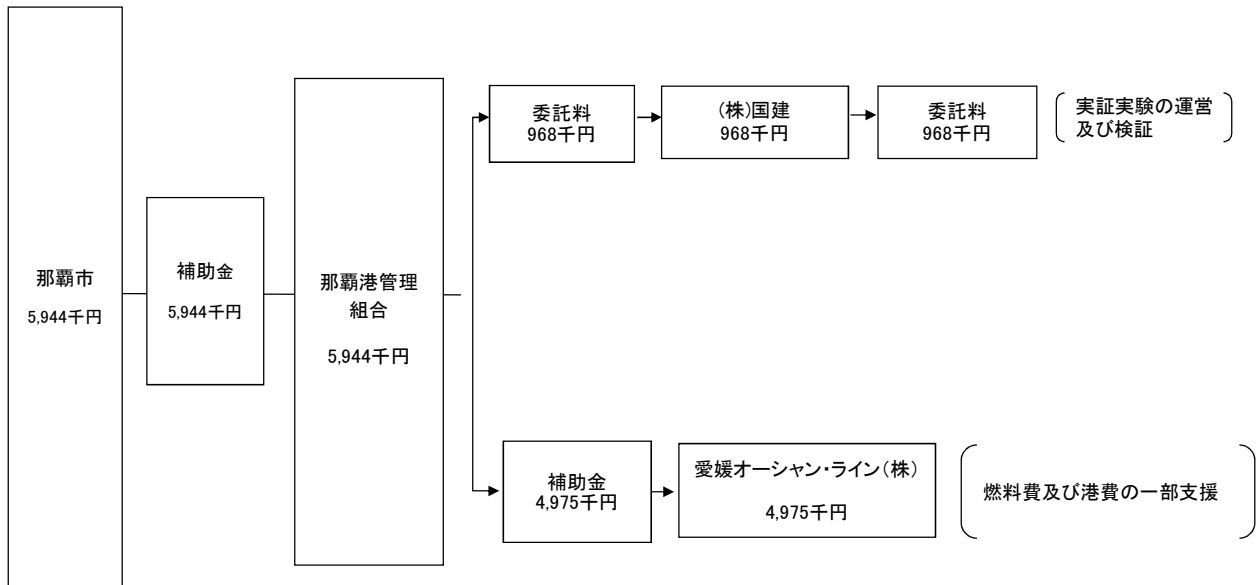 那覇市
5,944千円
補助金
5,944千円
那覇港管理
組合
5,944千円
委託料
968千円
(株)国建
968千円
委託料
968千円
実証実験の運営
及び検証
補助金
4,975千円
愛媛オーシャン・ライン(株)
4,975千円
燃料費及び港費の一部支援